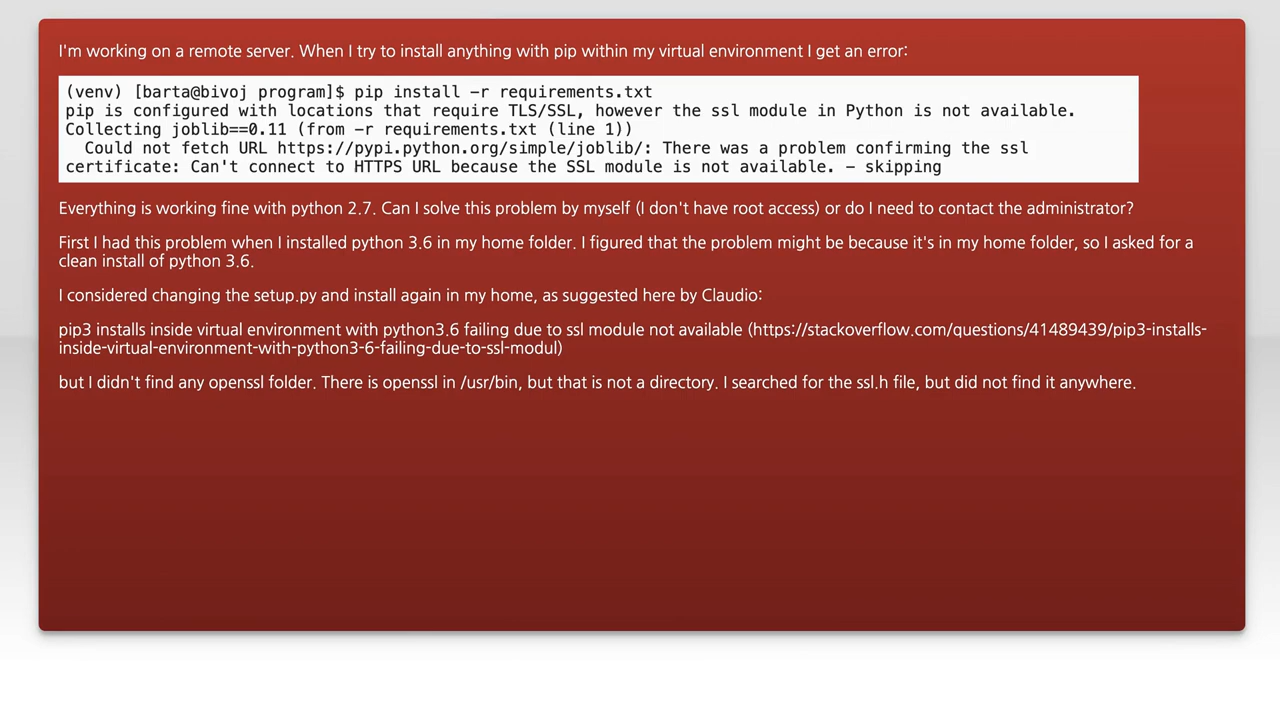 I'm working on a remote server. When I try to install anything with pip within my virtual environment I get an error:
(venv) [barta@bivoj program]$ pip install -r requirements.txt
pip is configured with locations that require TLS/SSL, however the ssl module in Python is not available.
Collecting joblib==0.11 (from -r requirements.txt (line 1))
Could not fetch URL https://pypi.python.org/simple/joblib/: There was a problem confirming the ssl
certificate: Can't connect to HTTPS URL because the SSL module is not available. - skipping
Everything is working fine with python 2.7. Can I solve this problem by myself (I don't have root access) or do I need to contact the administrator?
First I had this problem when I installed python 3.6 in my home folder. I figured that the problem might be because it's in my home folder, so I asked for a
clean install of python 3.6.
I considered changing the setup.py and install again in my home, as suggested here by Claudio:
pip3 installs inside virtual environment with python3.6 failing due to ssl module not available (https://stackoverflow.com/questions/41489439/pip3-installs-
inside-virtual-environment-with-python3-6-failing-due-to-ssl-modul)
but I didn't find any openssl folder. There is openssl in /usr/bin, but that is not a directory. I searched for the ssl.h file, but did not find it anywhere.